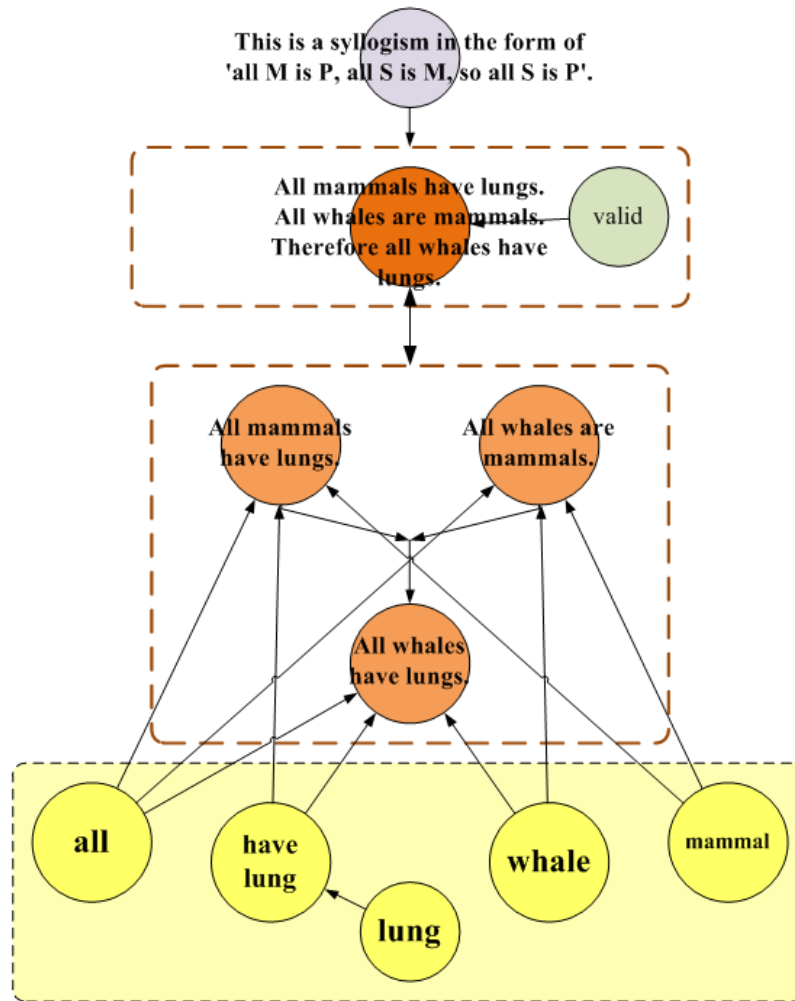 This is a syllogism in the form of
'all M is P, all S is M, so all S is P'.
All mammals have lungs.
All whales are mammals.
Therefore all whales have
lungs.
valid
All mammals
have lungs.
All whales are
mammals.
All whales
have lungs.
all
have
lung
whale
mammal
lung